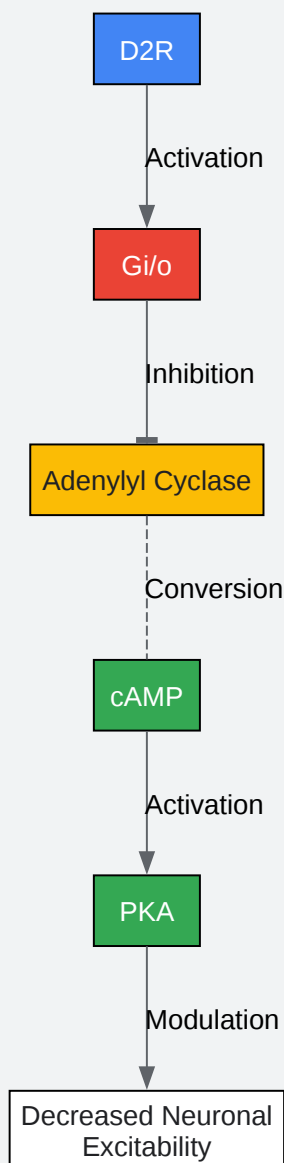 D2R
Activation
Gi/o
Inhibition
Adenylyl Cyclase
Conversion
cAMP
Activation
PKA
Modulation
Decreased Neuronal
Excitability